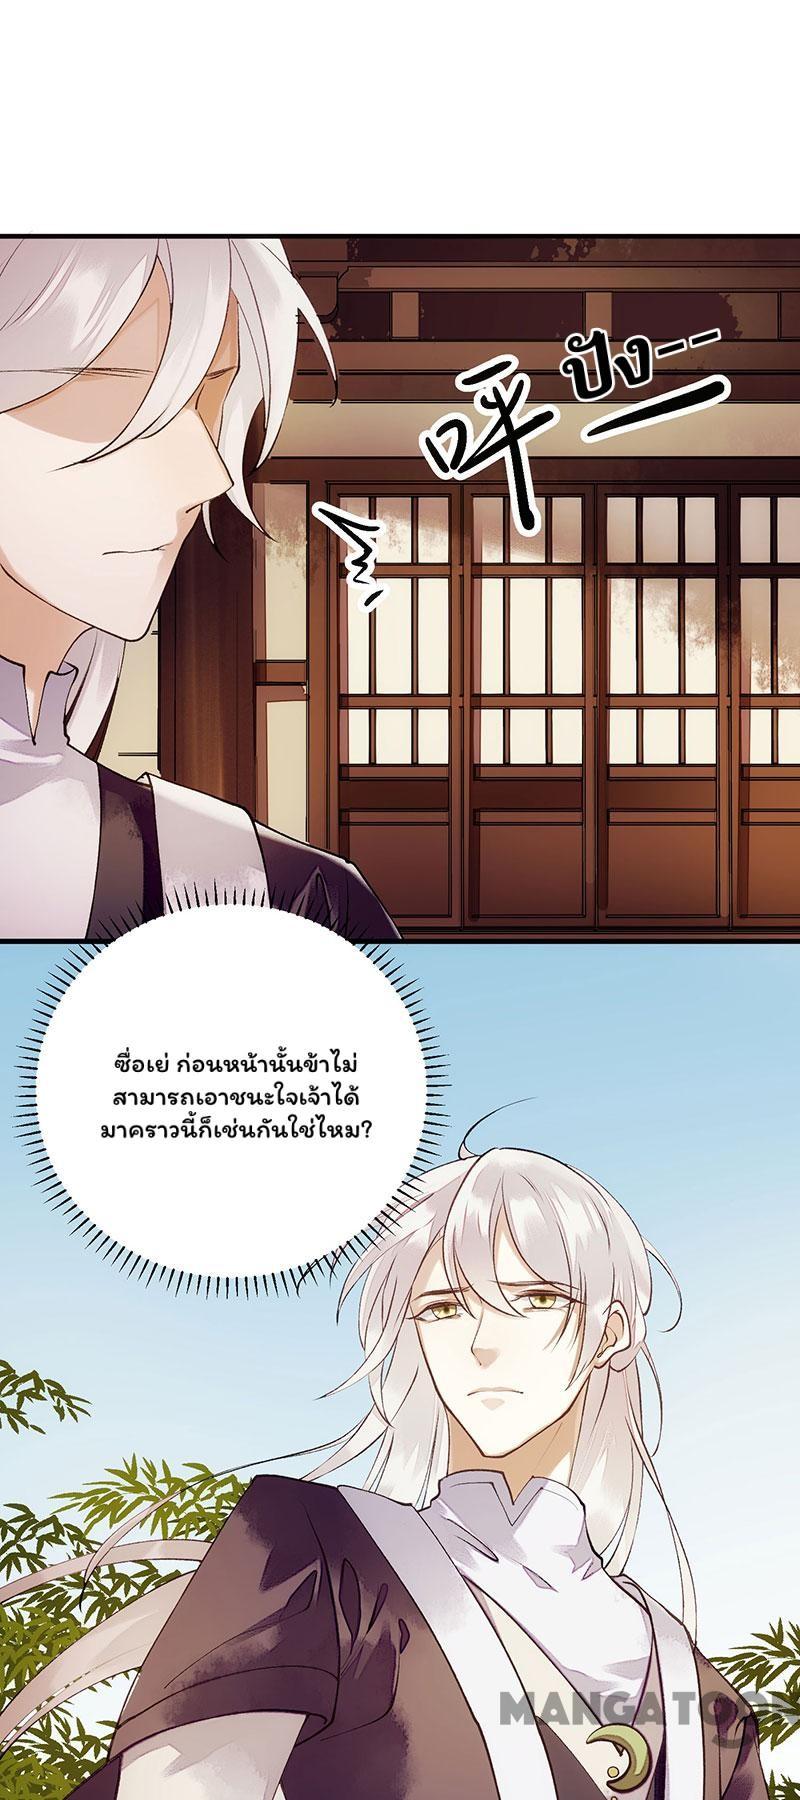 ปัง--
呯
ซื่อเย่ ก่อนหน้านั้นข้าไม่
สามารถเอาชนะใจเจ้าได้
มาคราวนี้ก็เช่นกันใช่ไหม?
MANGATOON